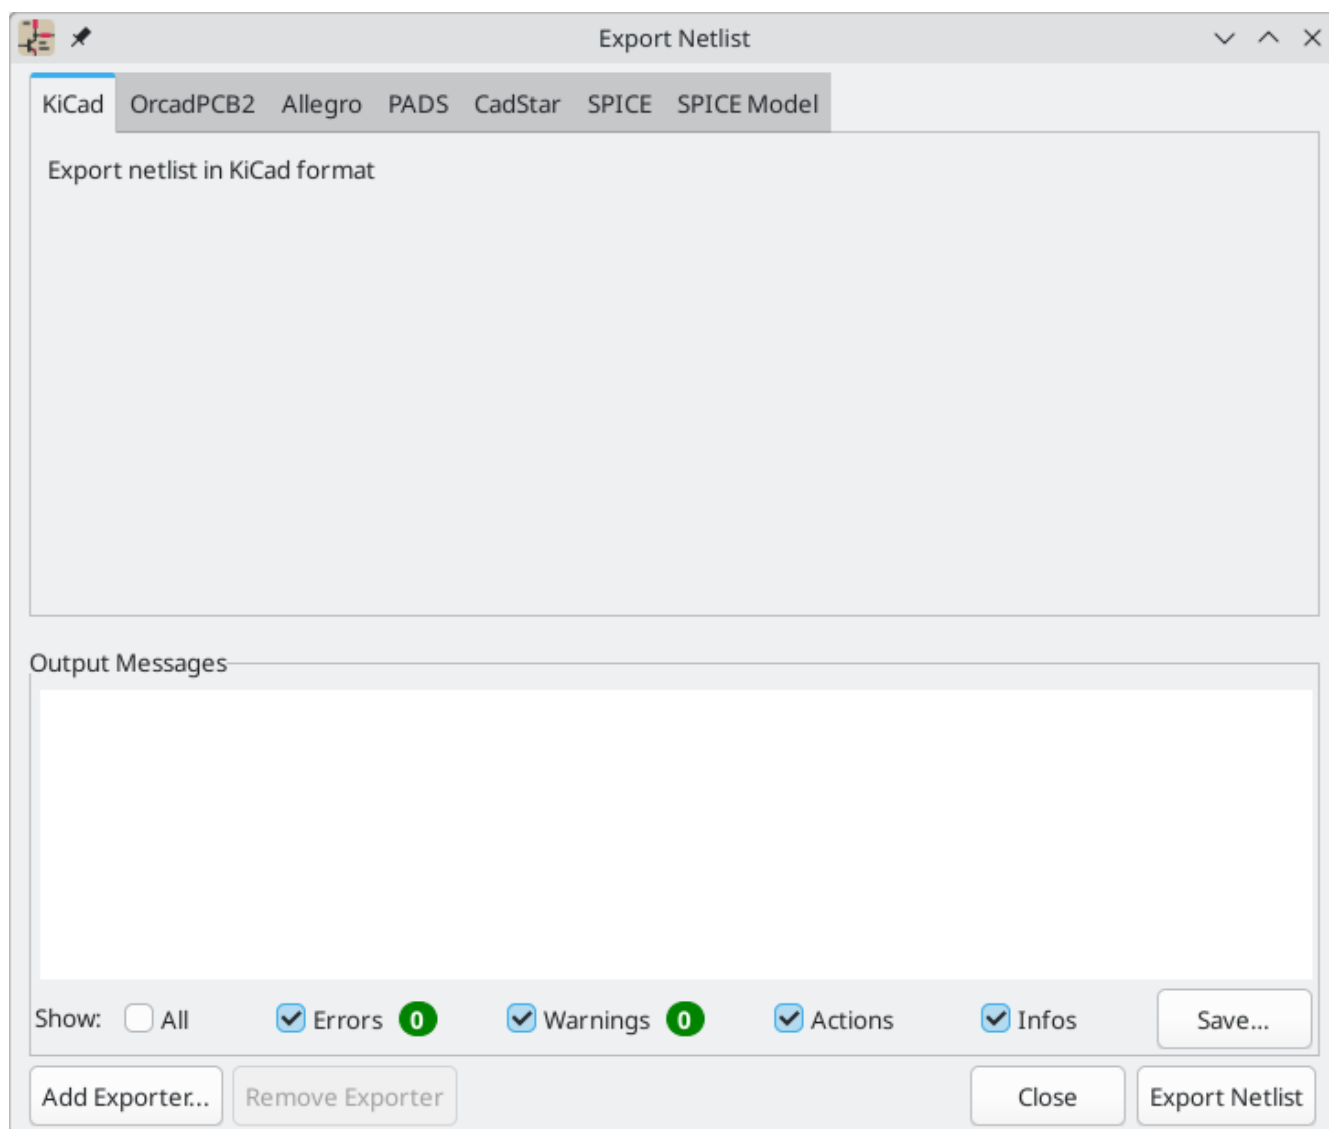 Export Netlist
KiCad OrcadPCB2 Allegro PADS CadStar SPICE SPICE Model
Export netlist in KiCad format
Output Messages
Show: All Errors 0 Warnings 0 Actions Infos Save...
Add Exporter... Remove Exporter Close Export Netlist